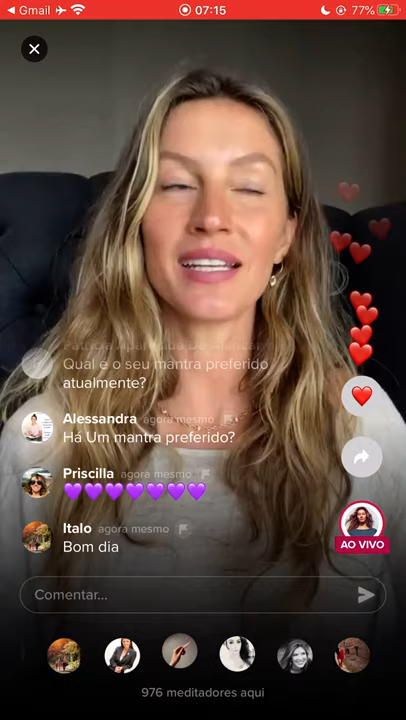 Gmail
07:15
77%
Qual é o seu mantra preferido
atualmente?
Alessandra agora mesmo
Há Um mantra preferido?
Priscilla agora mesmo
💜💜💜💜💜💜💜
Italo agora mesmo
Bom dia
AO VIVO
Comentar...
976 meditadores aqui